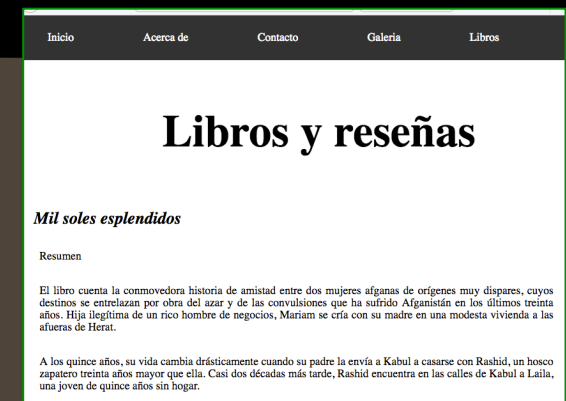 Inicio Acerca de Contacto Galeria Libros
Libros y reseñas
Mil soles esplendidos
Resumen
El libro cuenta la conmovedora historia de amistad entre dos mujeres afganas de orígenes muy dispares, cuyos
destinos se entrelazan por obra del azar y de las convulsiones que ha sufrido Afganistán en los últimos treinta
años. Hija ilegítima de un rico hombre de negocios, Mariam se cría con su madre en una modesta vivienda a las
afueras de Herat.
A los quince años, su vida cambia drásticamente cuando su padre la envía a Kabul a casarse con Rashid, un hosco
zapatero treinta años mayor que ella. Casi dos décadas más tarde, Rashid encuentra en las calles de Kabul a Laila,
una joven de quince años sin hogar.